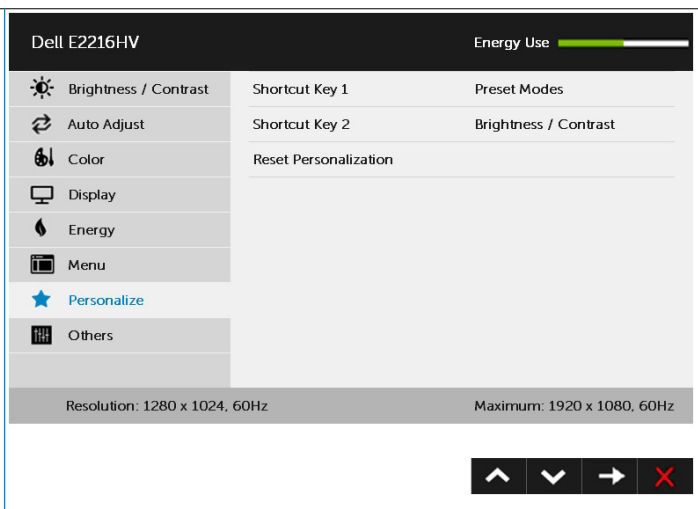 Dell E2216HV Energy Use
Brightness / Contrast Shortcut Key 1 Preset Modes
Auto Adjust Shortcut Key 2 Brightness / Contrast
Color Reset Personalization
Display
Energy
Menu
Personalize
Others
Resolution: 1280 x 1024, 60Hz Maximum: 1920 x 1080, 60Hz